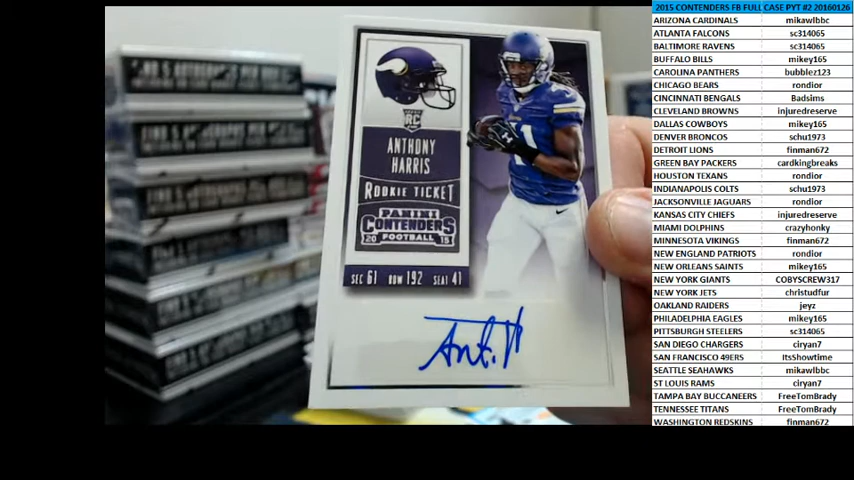 RC
ANTHONY
HARRIS
ROOKIE TICKET
PANINI
CONTENDERS
FOOTBALL
20 15
SEC 61 ROW 192 SEAT 41
Ant. H
2015 CONTENDERS FB FULL CASE PYT #2 20160126
ARIZONA CARDINALS mikawlbbc
ATLANTA FALCONS sc314065
BALTIMORE RAVENS sc314065
BUFFALO BILLS mikey165
CAROLINA PANTHERS bubblez123
CHICAGO BEARS rondior
CINCINNATI BENGALS Badsims
CLEVELAND BROWNS injuredreserve
DALLAS COWBOYS mikey165
DENVER BRONCOS schu1973
DETROIT LIONS finman672
GREEN BAY PACKERS cardkingbreaks
HOUSTON TEXANS rondior
INDIANAPOLIS COLTS schu1973
JACKSONVILLE JAGUARS rondior
KANSAS CITY CHIEFS injuredreserve
MIAMI DOLPHINS crazyhonky
MINNESOTA VIKINGS finman672
NEW ENGLAND PATRIOTS rondior
NEW ORLEANS SAINTS mikey165
NEW YORK GIANTS COBYSCREW317
NEW YORK JETS christudfur
OAKLAND RAIDERS jeyz
PHILADELPHIA EAGLES mikey165
PITTSBURGH STEELERS sc314065
SAN DIEGO CHARGERS ciryan7
SAN FRANCISCO 49ERS ItsShowtime
SEATTLE SEAHAWKS mikawlbbc
ST LOUIS RAMS ciryan7
TAMPA BAY BUCCANEERS FreeTomBrady
TENNESSEE TITANS FreeTomBrady
WASHINGTON REDSKINS finman672